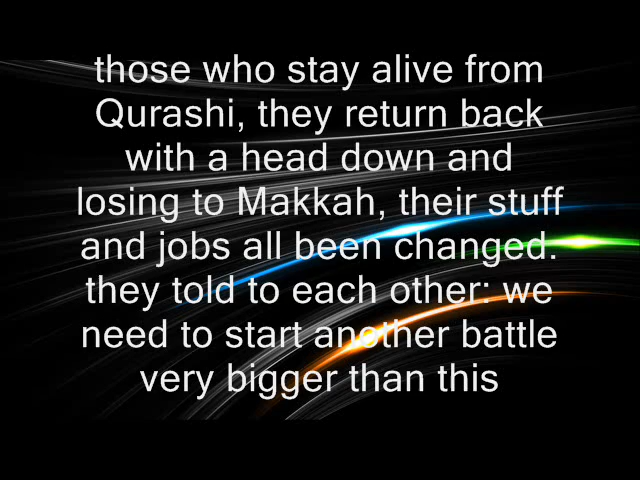 those who stay alive from
Qurashi, they return back
with a head down and
losing to Makkah, their stuff
and jobs all been changed.
they told to each other: we
need to start another battle
very bigger than this